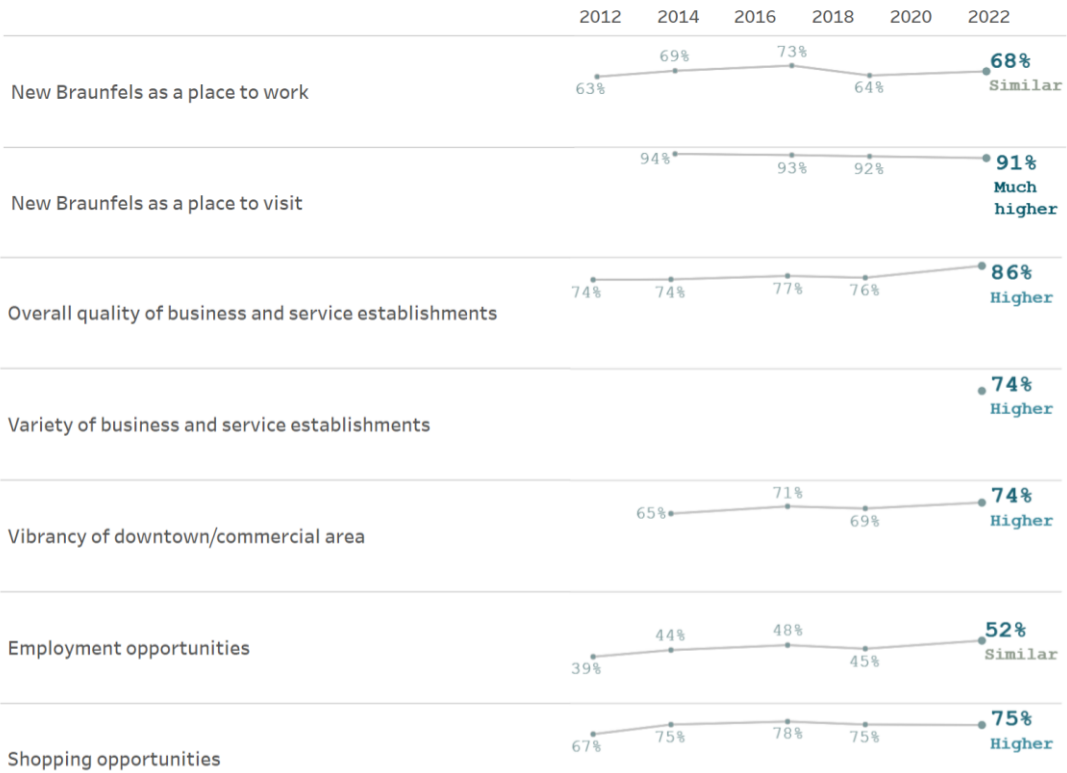 2012 2014 2016 2018 2020 2022
69% 73% 68%
New Braunfels as a place to work 63% 64% Similar
94% 93% 92% 91%
New Braunfels as a place to visit Much
higher
74% 74% 77% 76% 86%
Overall quality of business and service establishments Higher
74%
Variety of business and service establishments Higher
65% 71% 69% 74%
Vibrancy of downtown/commercial area Higher
44% 48% 52%
Employment opportunities 39% 45% Similar
67% 75% 78% 75% 75%
Shopping opportunities Higher